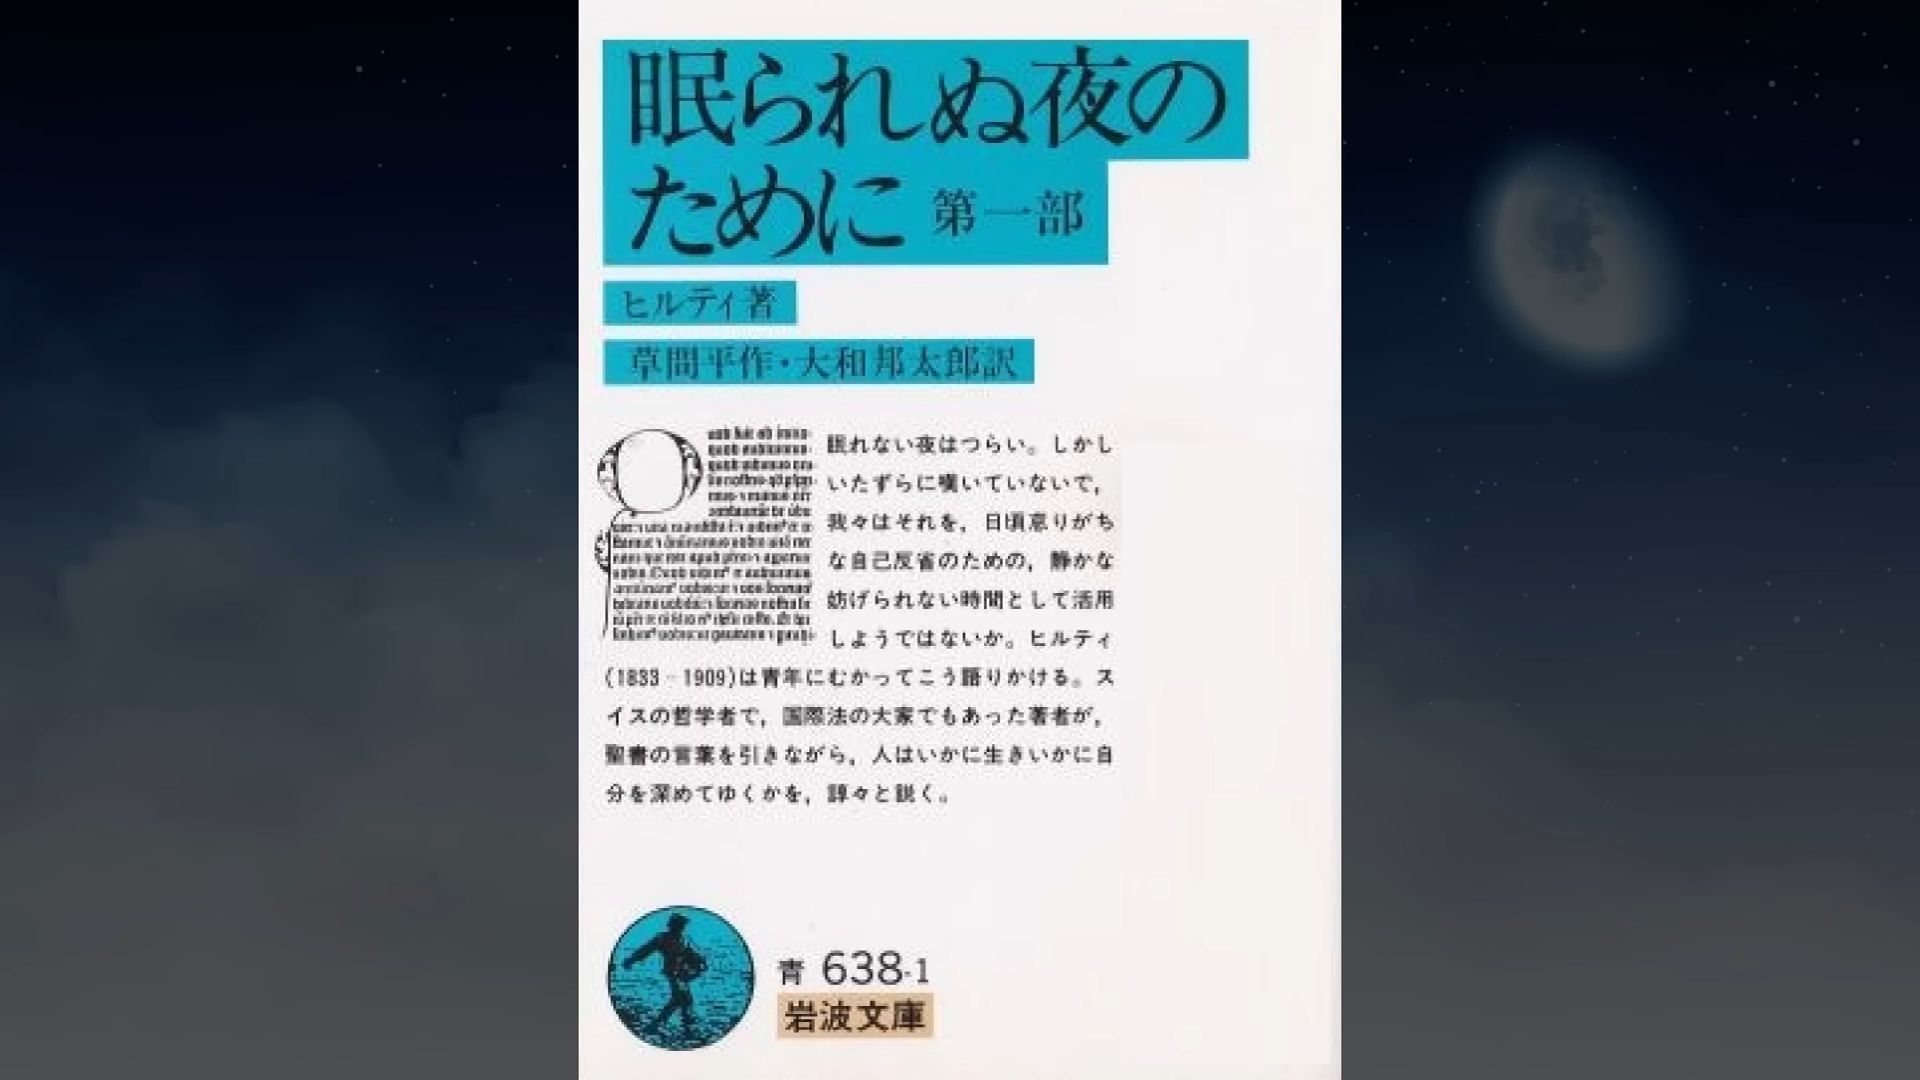 眠られぬ夜の
ために 第一部
ヒルティ著
草間平作・大和邦太郎訳
眠れない夜はつらい。しかし
いたずらに嘆いていないで，
我々はそれを，日頃怠りがち
な自己反省のための，静かな
妨げられない時間として活用
しようではないか。ヒルティ
(1833－1909)は青年にむかってこう語りかける。ス
イスの哲学者で，国際法の大家でもあった著者が，
聖書の言葉を引きながら，人はいかに生きいかに自
分を深めてゆくかを，諄々と説く。
青 638-1
岩波文庫